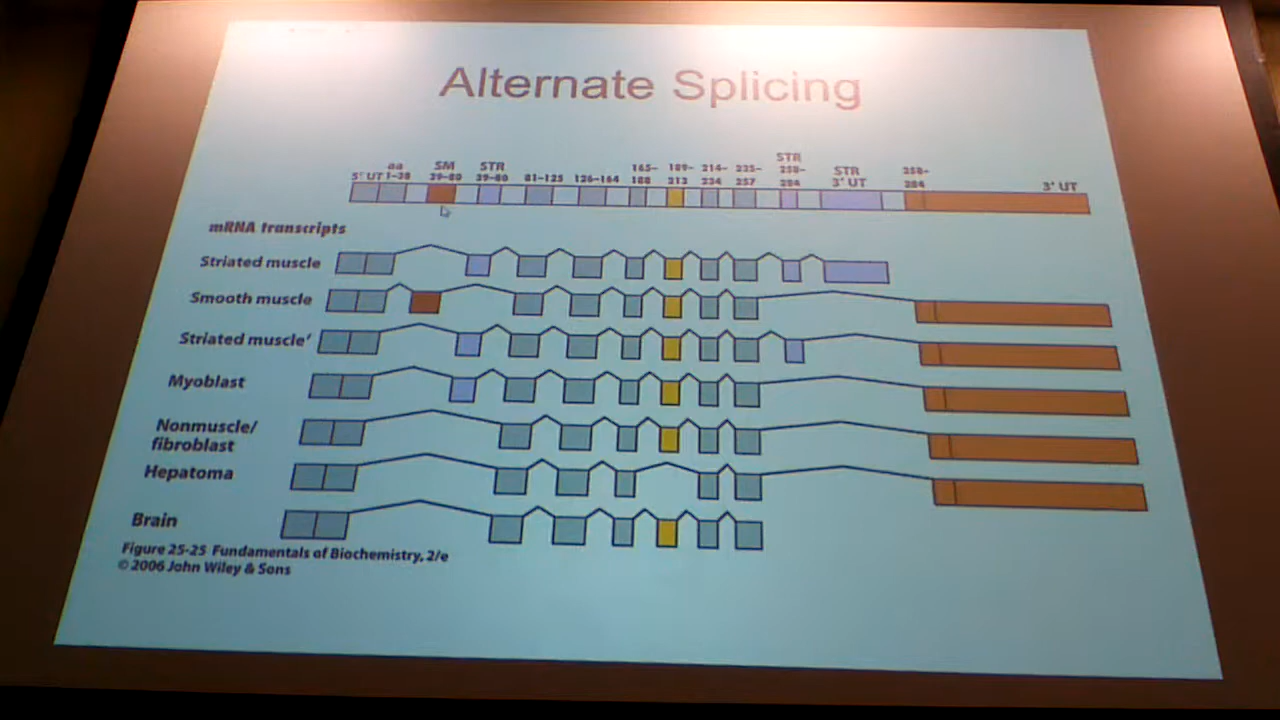 Alternate Splicing
STR
aa SM STR 165- 189- 214- 235- 258- STR 258-
5' UT 1-38 39-80 39-80 81-125 126-164 188 213 234 257 284 3' UT 284 3' UT
mRNA transcripts
Striated muscle
Smooth muscle
Striated muscle'
Myoblast
Nonmuscle/
fibroblast
Hepatoma
Brain
Figure 25-25 Fundamentals of Biochemistry, 2/e
© 2006 John Wiley & Sons